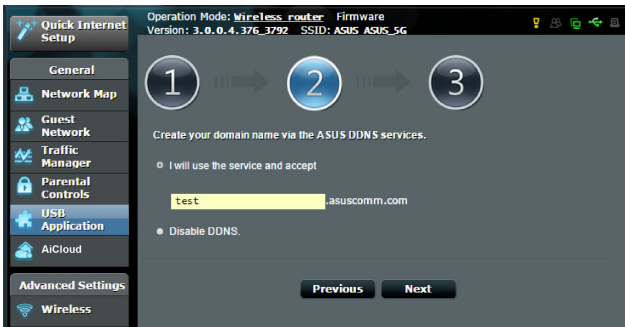 Quick Internet
Setup
Operation Mode: Wireless router Firmware
Version: 3.0.0.4.376_3792 SSID: ASUS ASUS_5G
General
Network Map
Guest
Network
Traffic
Manager
Parental
Controls
USB
Application
AiCloud
Advanced Settings
Wireless
1
2
3
Create your domain name via the ASUS DDNS services.
I will use the service and accept
test .asuscomm.com
Disable DDNS.
Previous Next